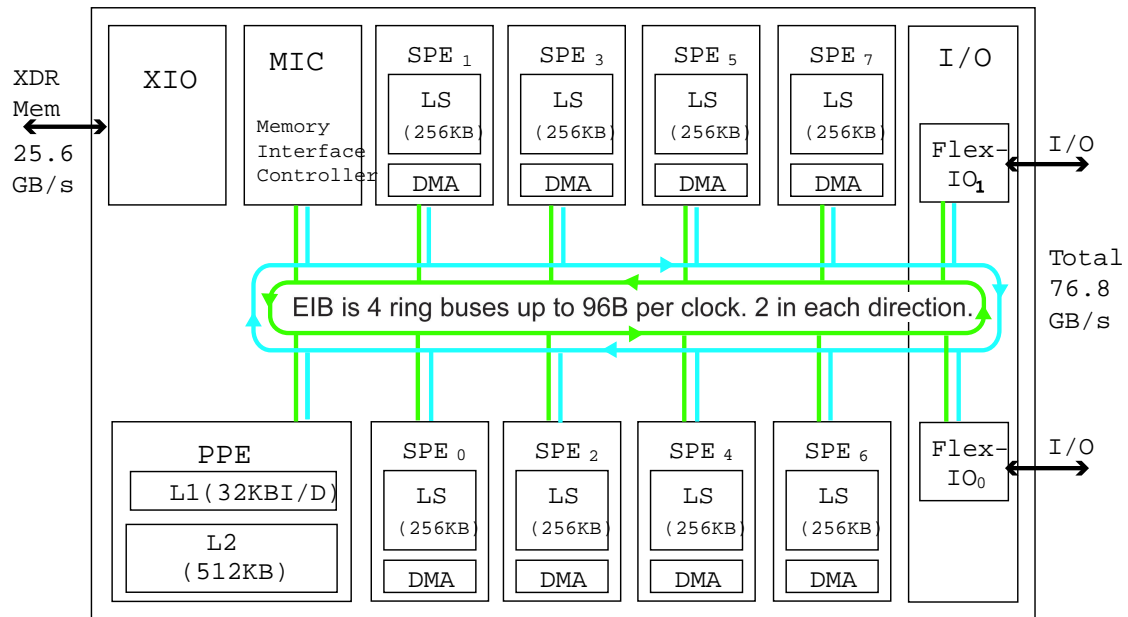 XDR
Mem
25.6
GB/s
XIO
MIC
Memory
Interface
Controller
SPE 1
LS
(256KB)
DMA
SPE 3
LS
(256KB)
DMA
SPE 5
LS
(256KB)
DMA
SPE 7
LS
(256KB)
DMA
I/O
Flex-
IO1
I/O
EIB is 4 ring buses up to 96B per clock. 2 in each direction.
Total
76.8
GB/s
PPE
L1(32KBI/D)
L2
(512KB)
SPE 0
LS
(256KB)
DMA
SPE 2
LS
(256KB)
DMA
SPE 4
LS
(256KB)
DMA
SPE 6
LS
(256KB)
DMA
Flex-
IO0
I/O